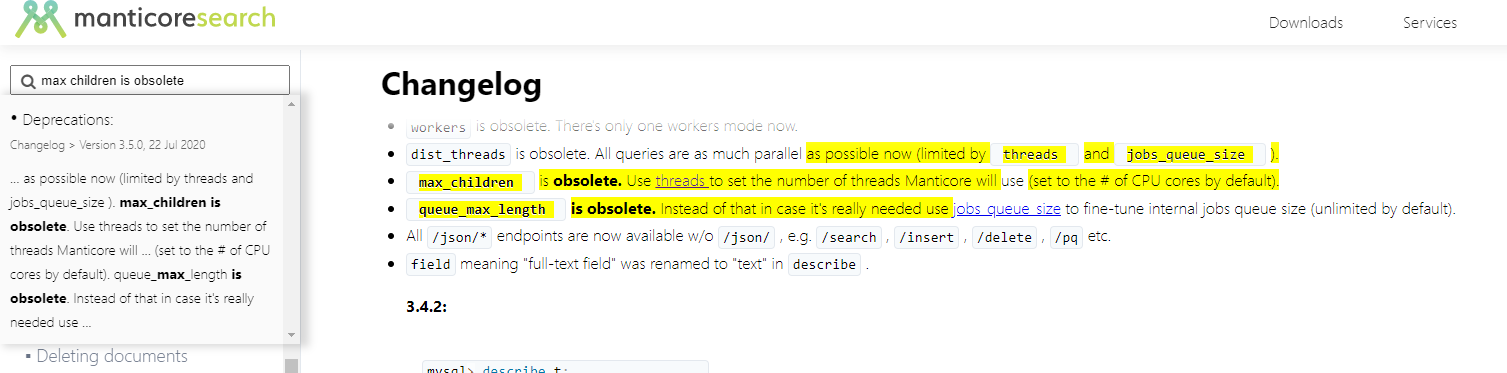 manticoresearch
Downloads
Services
max children is obsolete
• Deprecations:
Changelog > Version 3.5.0, 22 Jul 2020
... as possible now (limited by threads and
jobs_queue_size ). max_children is
obsolete. Use threads to set the number of
threads Manticore will ... (set to the # of CPU
cores by default). queue_max_length is
obsolete. Instead of that in case it's really
needed use ...
▪ Deleting documents
Changelog
• workers is obsolete. There's only one workers mode now.
• dist_threads is obsolete. All queries are as much parallel as possible now (limited by threads and jobs_queue_size ).
• max_children is obsolete. Use threads to set the number of threads Manticore will use (set to the # of CPU cores by default).
• queue_max_length is obsolete. Instead of that in case it's really needed use jobs_queue_size to fine-tune internal jobs queue size (unlimited by default).
• All /json/* endpoints are now available w/o /json/ , e.g. /search , /insert , /delete , /pq etc.
• field meaning "full-text field" was renamed to "text" in describe .
3.4.2:
mysql> describe t;